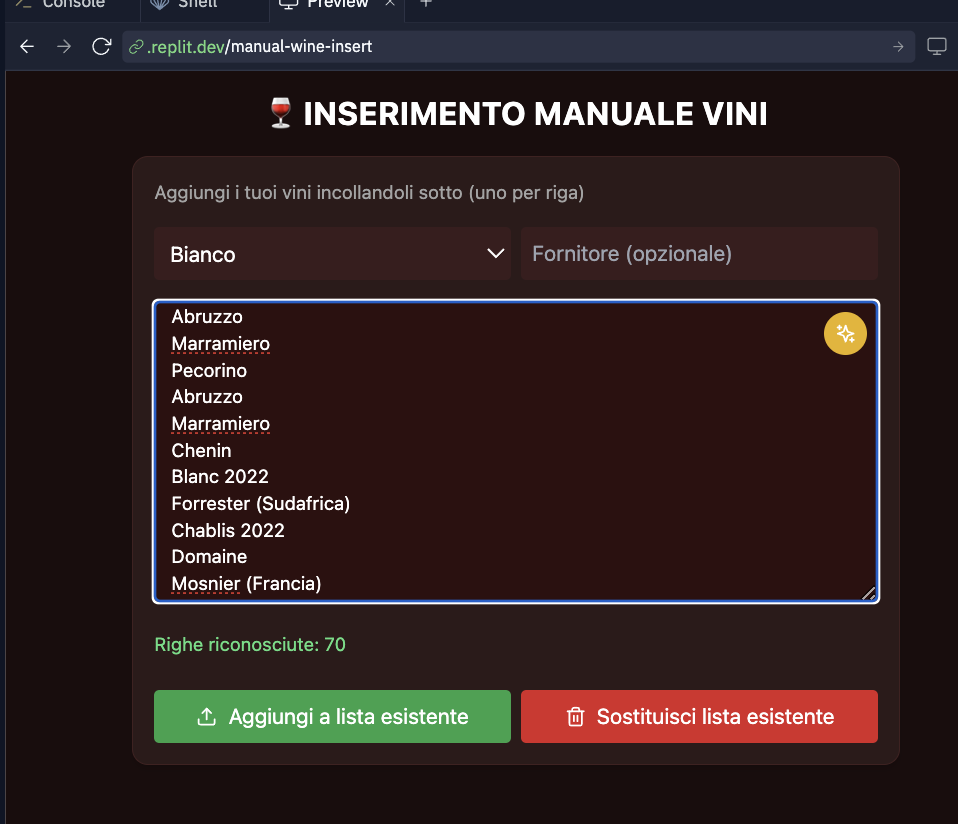 Console
Shell
Preview
.replit.dev/manual-wine-insert
INSERIMENTO MANUALE VINI
Aggiungi i tuoi vini incollandoli sotto (uno per riga)
Bianco
Fornitore (opzionale)
Abruzzo
Marramiero
Pecorino
Abruzzo
Marramiero
Chenin
Blanc 2022
Forrester (Sudafrica)
Chablis 2022
Domaine
Mosnier (Francia)
Righe riconosciute: 70
Aggiungi a lista esistente
Sostituisci lista esistente